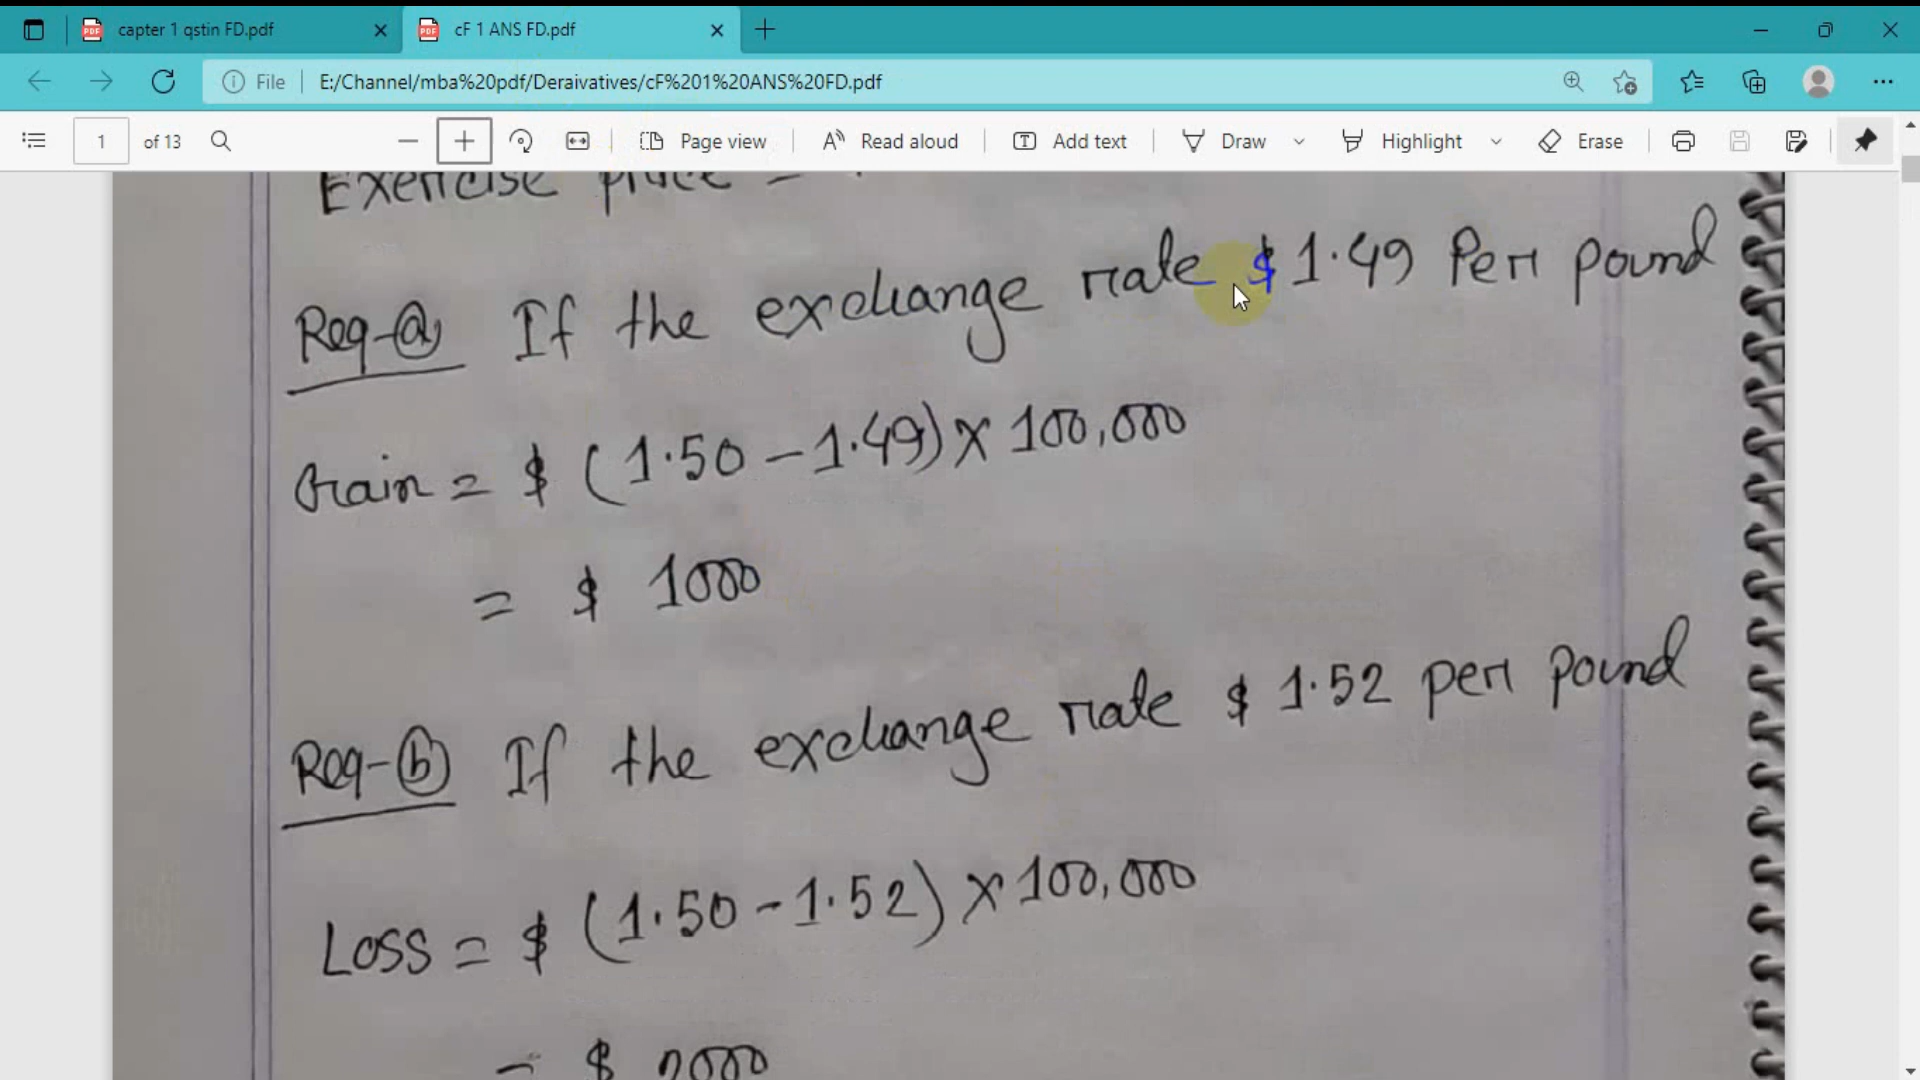 capter 1 qstin FD.pdf
cF 1 ANS FD.pdf
File
E:/Channel/mba%20pdf/Deraivatives/cF%201%20ANS%20FD.pdf
1 of 13
Page view
Read aloud
Add text
Draw
Highlight
Erase
Exercise price =
Req-ⓐ If the exchange rate $1.49 Per pound
Gain = $ (1.50 - 1.49) × 100,000
= $ 1000
Req-ⓑ If the exchange rate $ 1.52 per pound
Loss = $ (1.50 - 1.52) × 100,000
= $ 2000